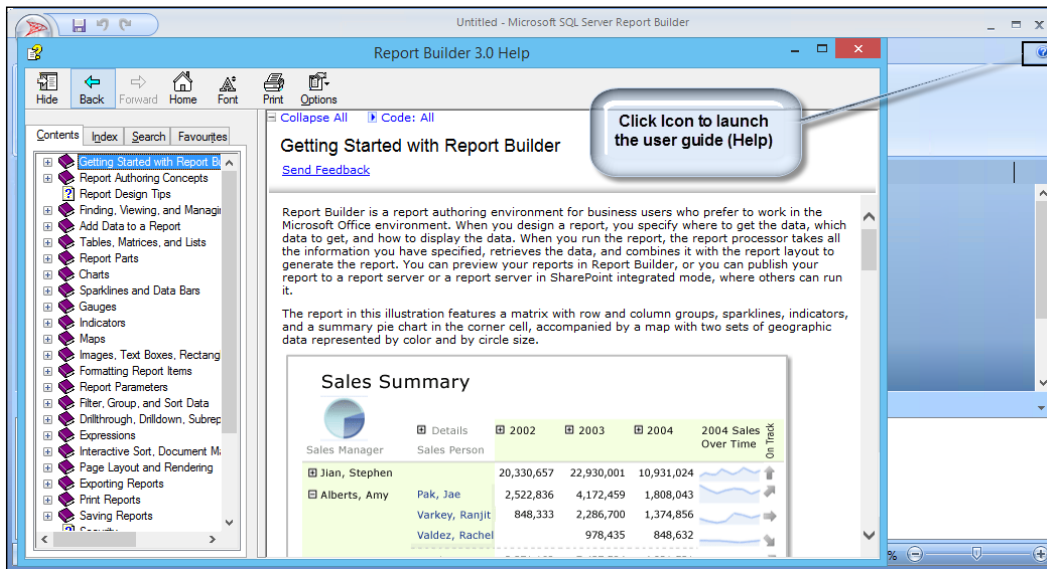 Untitled - Microsoft SQL Server Report Builder
Report Builder 3.0 Help
Hide Back Forward Home Font Print Options
Contents Index Search Favourites
Getting Started with Report Bu
Report Authoring Concepts
Report Design Tips
Finding, Viewing, and Managi
Add Data to a Report
Tables, Matrices, and Lists
Report Parts
Charts
Sparklines and Data Bars
Gauges
Indicators
Maps
Images, Text Boxes, Rectang
Formatting Report Items
Report Parameters
Filter, Group, and Sort Data
Drillthrough, Drilldown, Subrep
Expressions
Interactive Sort, Document Ma
Page Layout and Rendering
Exporting Reports
Print Reports
Saving Reports
Security
Collapse All Code: All
Getting Started with Report Builder
Send Feedback
Click Icon to launch
the user guide (Help)
Report Builder is a report authoring environment for business users who prefer to work in the
Microsoft Office environment. When you design a report, you specify where to get the data, which
data to get, and how to display the data. When you run the report, the report processor takes all
the information you have specified, retrieves the data, and combines it with the report layout to
generate the report. You can preview your reports in Report Builder, or you can publish your
report to a report server or a report server in SharePoint integrated mode, where others can run
it.
The report in this illustration features a matrix with row and column groups, sparklines, indicators,
and a summary pie chart in the corner cell, accompanied by a map with two sets of geographic
data represented by color and by circle size.
Sales Summary
Sales Manager Details Sales Person 2002 2003 2004 2004 Sales Over Time On Track
Jian, Stephen 20,330,657 22,930,001 10,931,024
Alberts, Amy Pak, Jae 2,522,836 4,172,459 1,808,043
Varkey, Ranjit 848,333 2,286,700 1,374,856
Valdez, Rachel 978,435 848,632
%